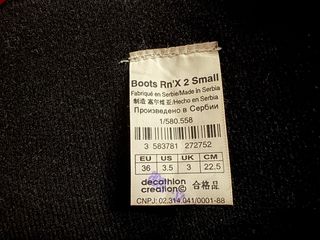 Boots Rn'X 2 Small
Fabriqué en Serbie/Made in Serbia
制造 塞尔维亚/Hecho en Serbia
Произведено в Сербии
1/580.558
3 583781 272752
EU US UK CM
36 3.5 3 22.5
decathlon
creation© 合格品
CNPJ: 02.314.041/0001-88